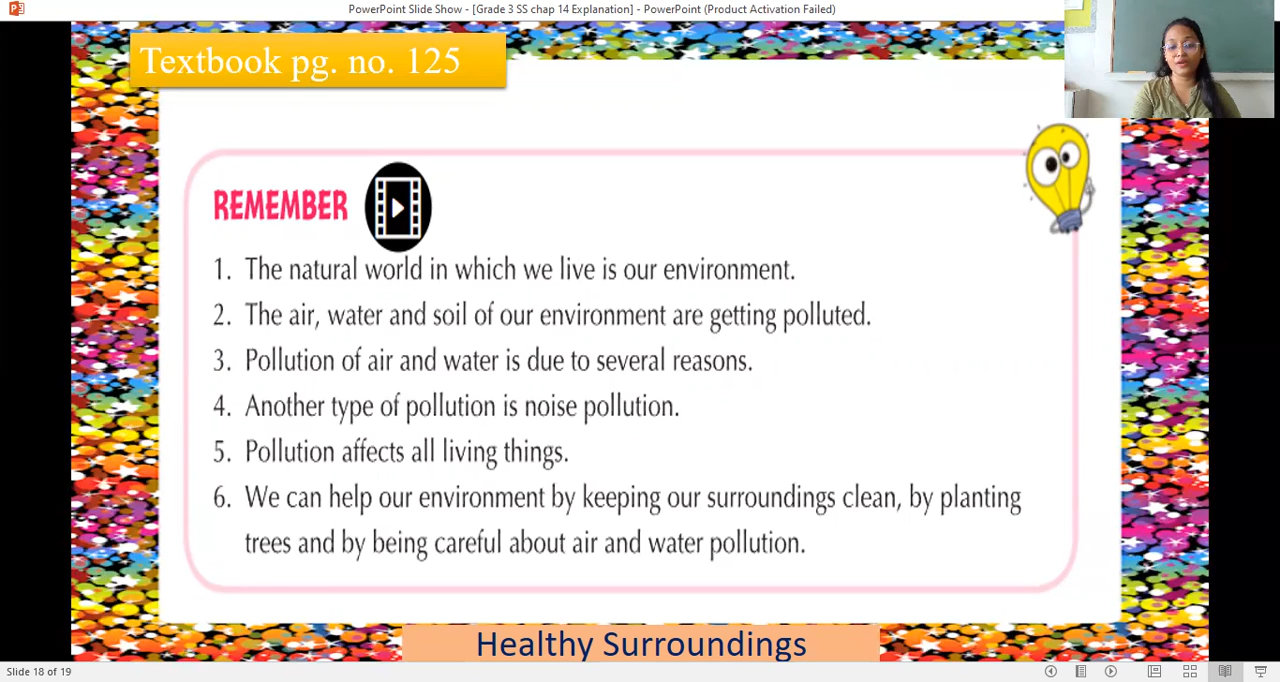 PowerPoint Slide Show - [Grade 3 SS chap 14 Explanation] - PowerPoint (Product Activation Failed)
Textbook pg. no. 125
REMEMBER
1. The natural world in which we live is our environment.
2. The air, water and soil of our environment are getting polluted.
3. Pollution of air and water is due to several reasons.
4. Another type of pollution is noise pollution.
5. Pollution affects all living things.
6. We can help our environment by keeping our surroundings clean, by planting
trees and by being careful about air and water pollution.
Healthy Surroundings
Slide 18 of 19